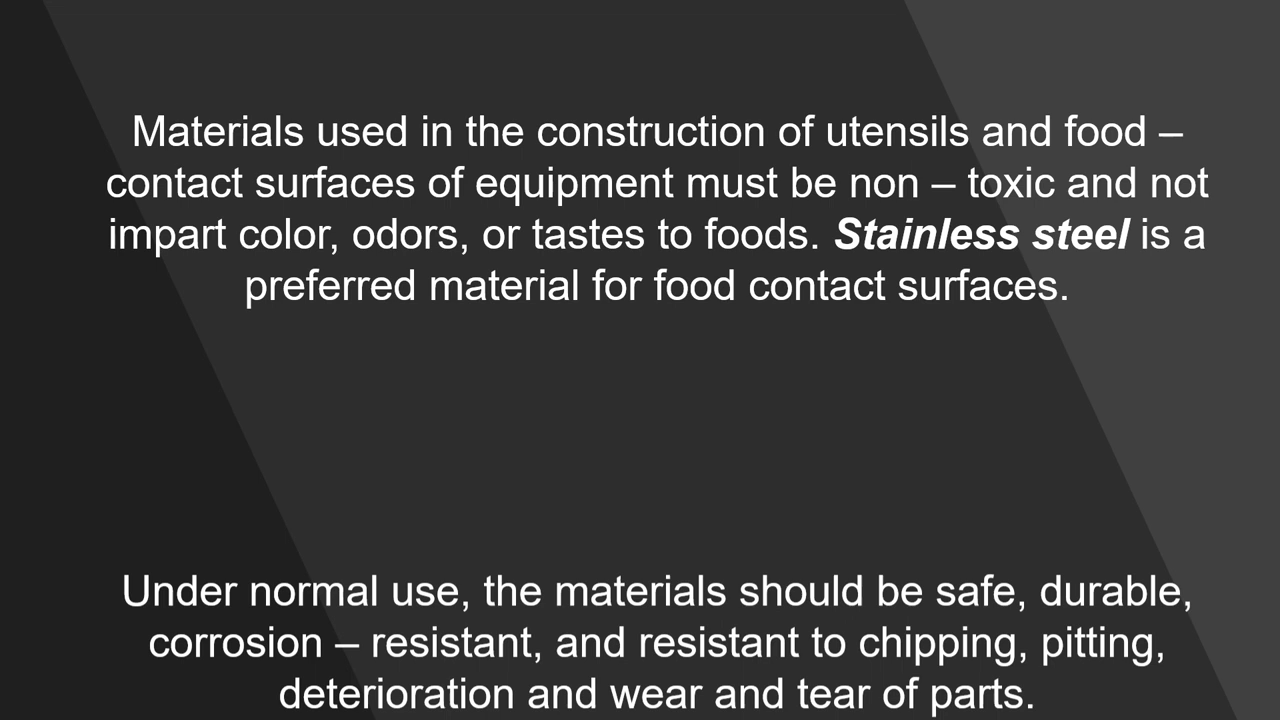 Materials used in the construction of utensils and food –
contact surfaces of equipment must be non – toxic and not
impart color, odors, or tastes to foods. Stainless steel is a
preferred material for food contact surfaces.
Under normal use, the materials should be safe, durable,
corrosion – resistant, and resistant to chipping, pitting,
deterioration and wear and tear of parts.